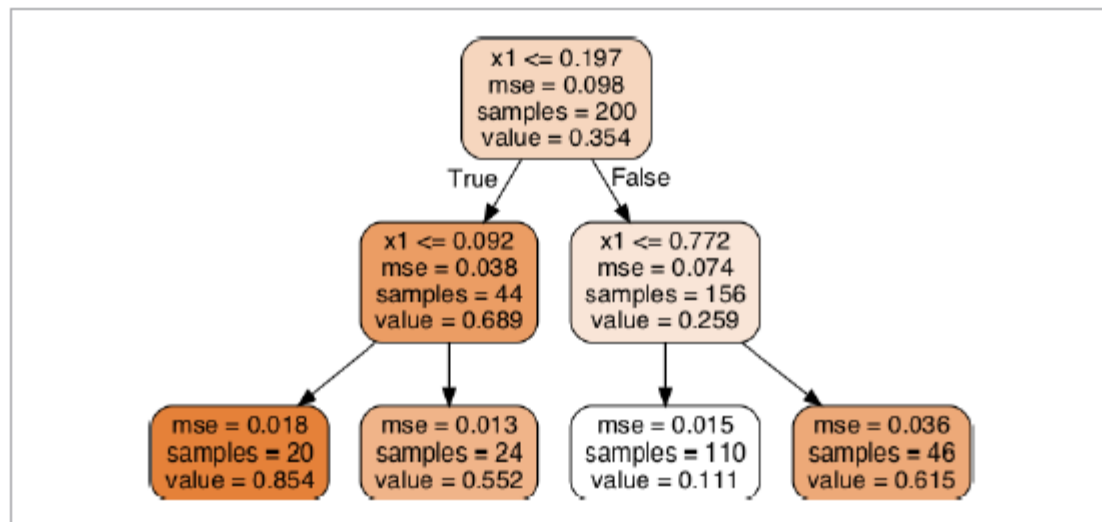 x1 <= 0.197
mse = 0.098
samples = 200
value = 0.354
True
False
x1 <= 0.092
mse = 0.038
samples = 44
value = 0.689
x1 <= 0.772
mse = 0.074
samples = 156
value = 0.259
mse = 0.018
samples = 20
value = 0.854
mse = 0.013
samples = 24
value = 0.552
mse = 0.015
samples = 110
value = 0.111
mse = 0.036
samples = 46
value = 0.615